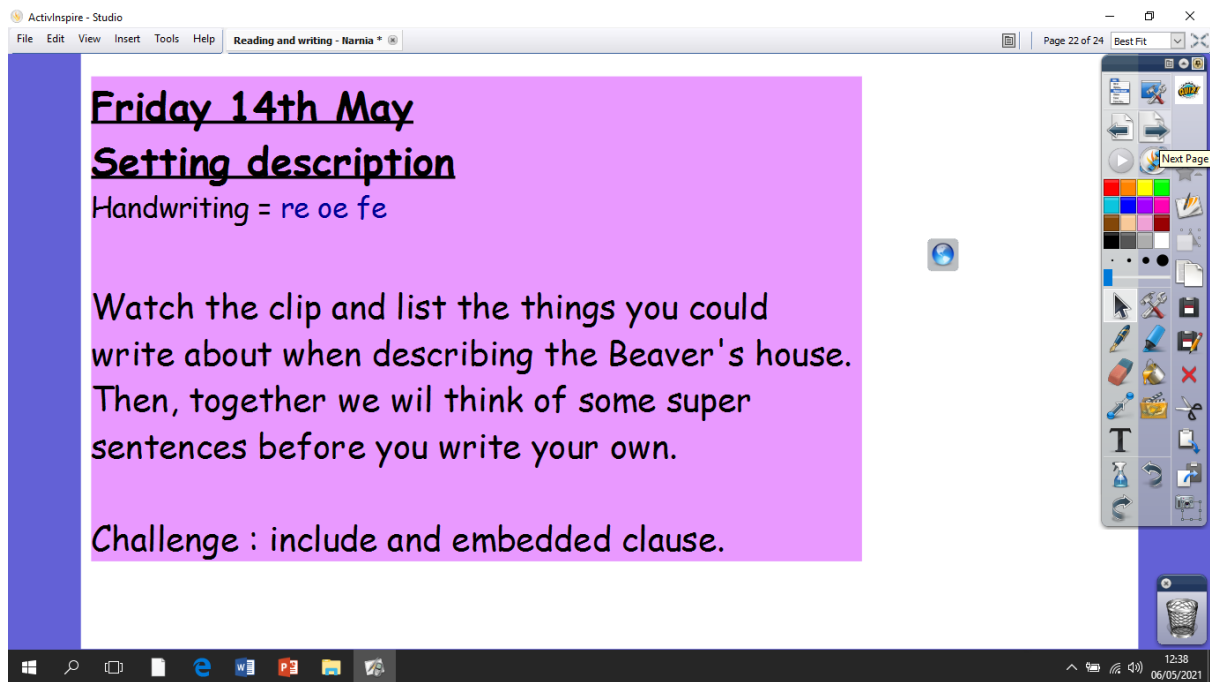 ActivInspire - Studio
File Edit View Insert Tools Help Reading and writing - Narnia * Page 22 of 24 Best Fit
Friday 14th May
Setting description
Handwriting = re oe fe
Watch the clip and list the things you could
write about when describing the Beaver's house.
Then, together we wil think of some super
sentences before you write your own.
Challenge : include and embedded clause.
QUIZ!
Next Page
12:38
06/05/2021